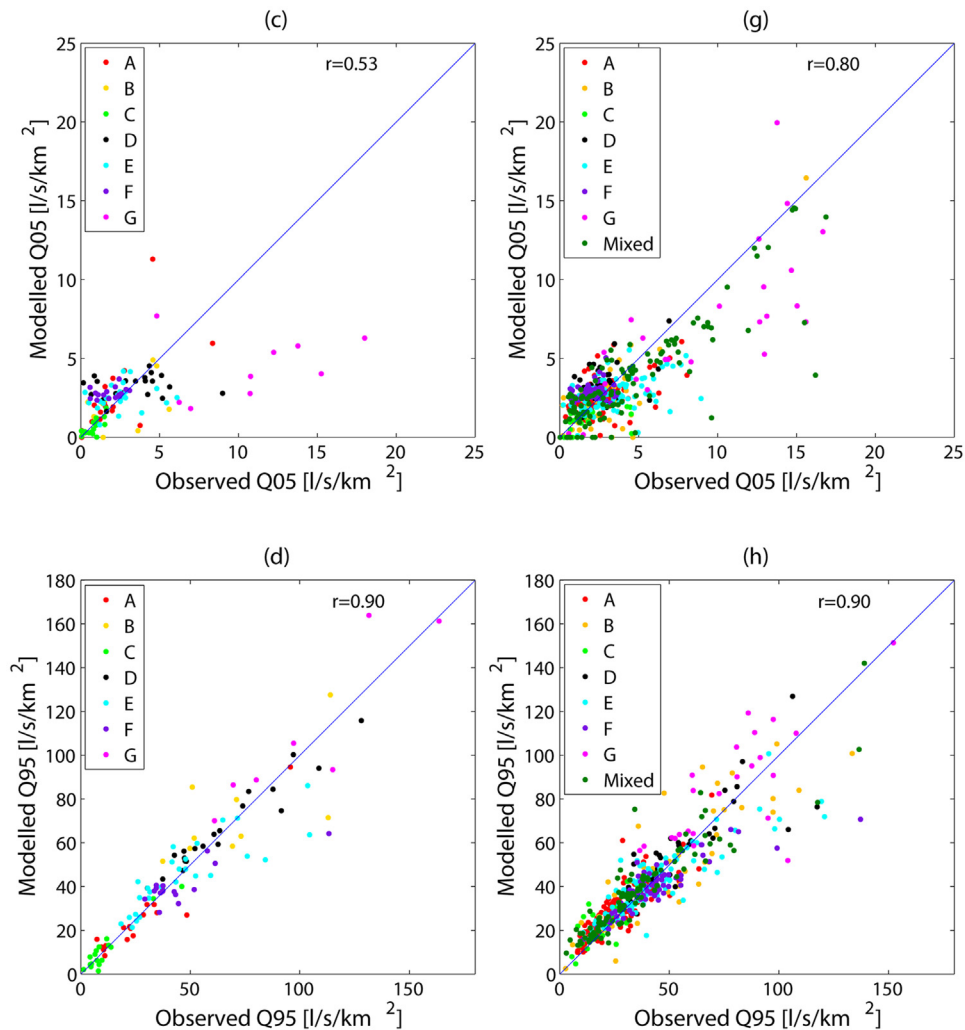 (c)
25
20
15
10
5
0
0 5 10 15 20 25
r=0.53
A
B
C
D
E
F
G
Modelled Q05 [l/s/km 2]
Observed Q05 [l/s/km 2]
(g)
25
20
15
10
5
0
0 5 10 15 20 25
r=0.80
A
B
C
D
E
F
G
Mixed
Modelled Q05 [l/s/km 2]
Observed Q05 [l/s/km 2]
(d)
180
160
140
120
100
80
60
40
20
0
0 50 100 150
r=0.90
A
B
C
D
E
F
G
Modelled Q95 [l/s/km 2]
Observed Q95 [l/s/km 2]
(h)
180
160
140
120
100
80
60
40
20
0
0 50 100 150
r=0.90
A
B
C
D
E
F
G
Mixed
Modelled Q95 [l/s/km 2]
Observed Q95 [l/s/km 2]